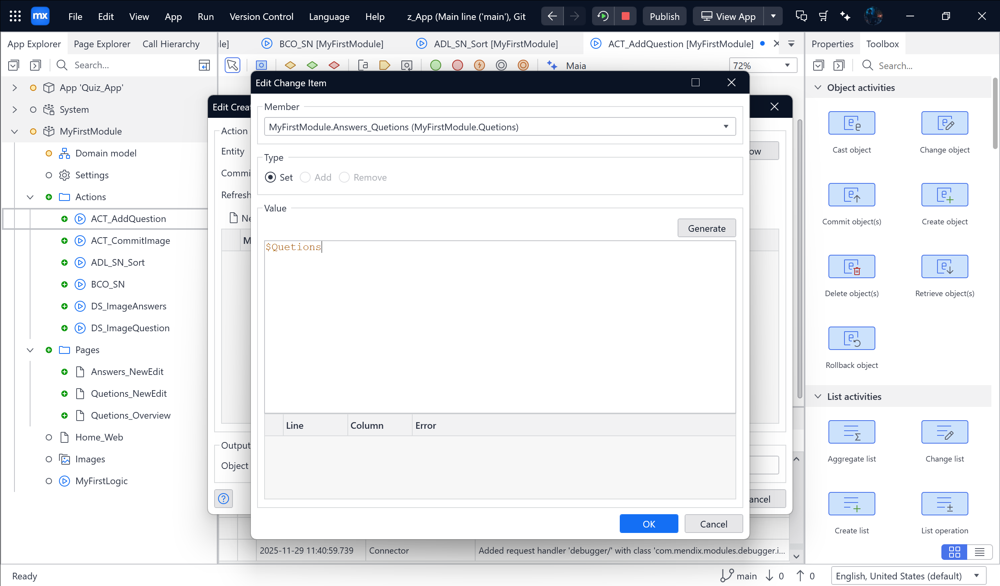 mx File Edit View App Run Version Control Language Help z_App (Main line ('main'), Git Publish View App
App Explorer Page Explorer Call Hierarchy
le] BCO_SN [MyFirstModule] ADL_SN_Sort [MyFirstModule] ACT_AddQuestion [MyFirstModule]
Properties Toolbox
Search...
Maia 72%
Search...
App 'Quiz_App'
System
MyFirstModule
Domain model
Settings
Actions
ACT_AddQuestion
ACT_CommitImage
ADL_SN_Sort
BCO_SN
DS_ImageAnswers
DS_ImageQuestion
Pages
Answers_NewEdit
Quetions_NewEdit
Quetions_Overview
Home_Web
Images
MyFirstLogic
Edit Creat
Action
Entity
ow
Commi
Refresh
Ne
M
Output
Object
ancel
Edit Change Item
Member
MyFirstModule.Answers_Quetions (MyFirstModule.Quetions)
Type
Set Add Remove
Value
Generate
$Quetions
Line Column Error
OK Cancel
2025-11-29 11:40:59.739 Connector Added request handler 'debugger/' with class 'com.mendix.modules.debugger.i...
Object activities
Cast object Change object
Commit object(s) Create object
Delete object(s) Retrieve object(s)
Rollback object
List activities
Aggregate list Change list
Create list List operation
Ready main 0 0 English, United States (default)